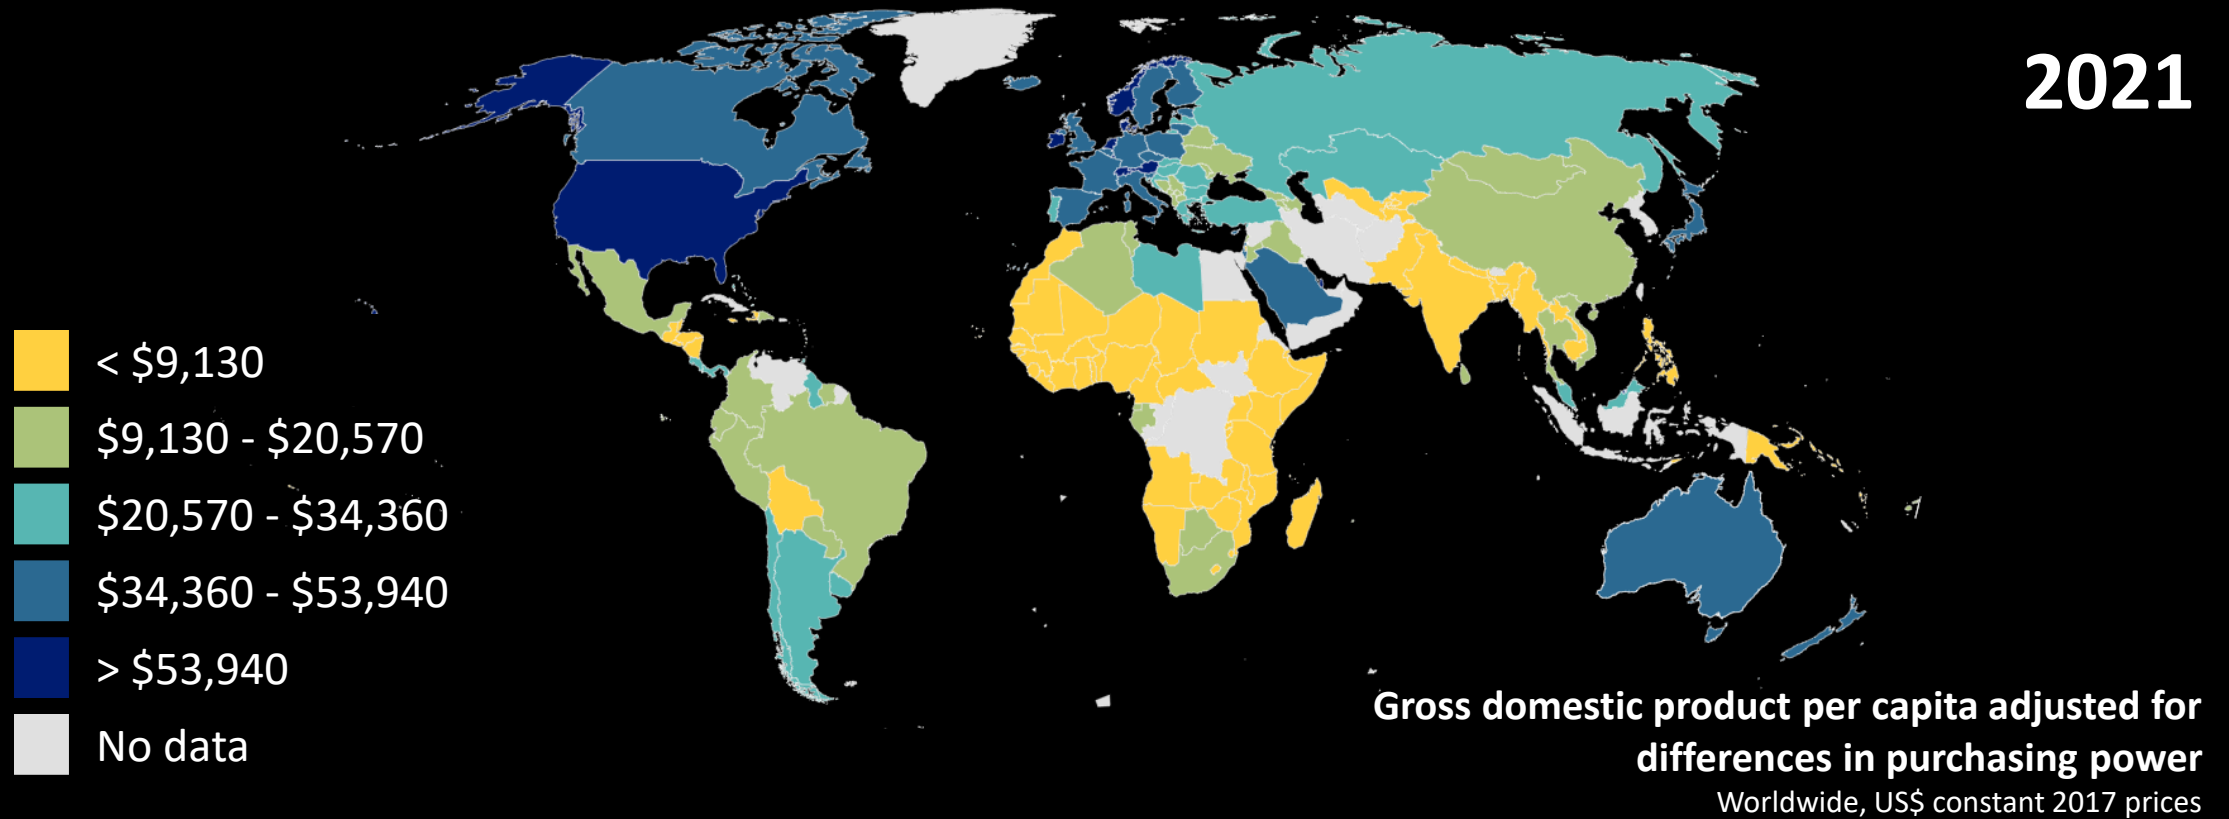 2021
< $9,130
$9,130 - $20,570
$20,570 - $34,360
$34,360 - $53,940
> $53,940
No data
Gross domestic product per capita adjusted for
differences in purchasing power
Worldwide, US$ constant 2017 prices